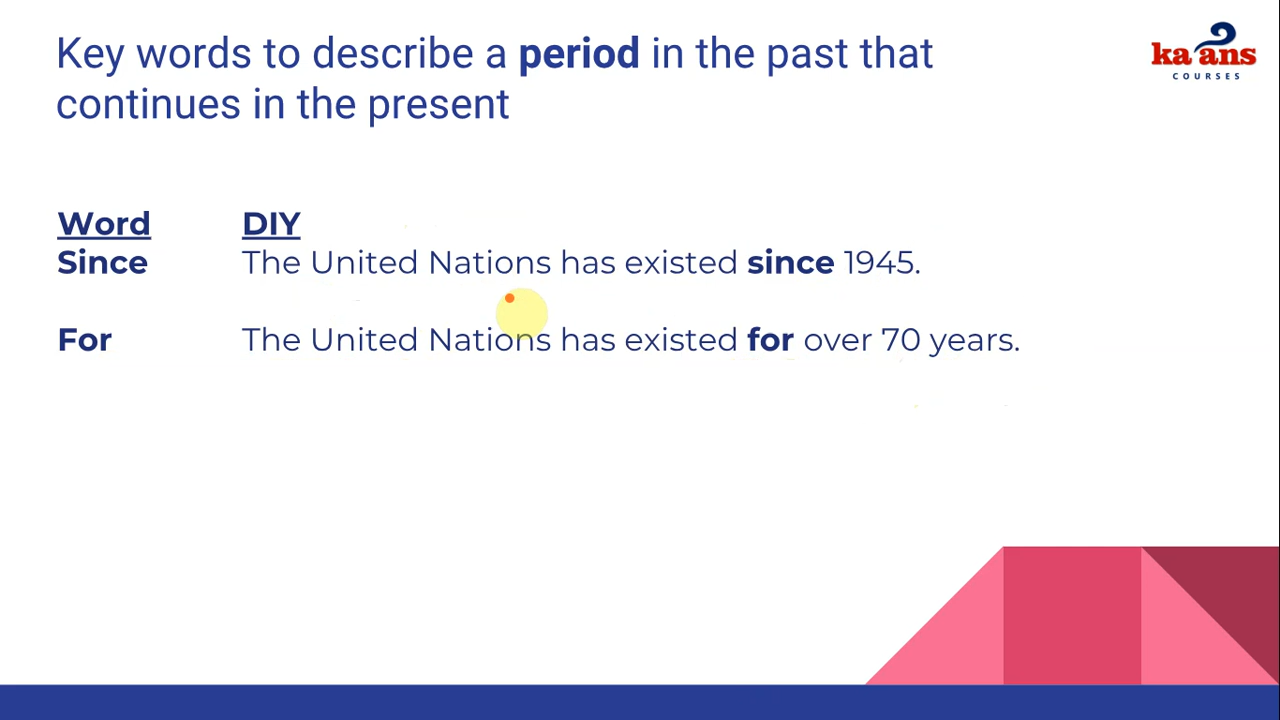 Key words to describe a period in the past that
continues in the present
ka ans
COURSES
Word DIY
Since The United Nations has existed since 1945.
For The United Nations has existed for over 70 years.